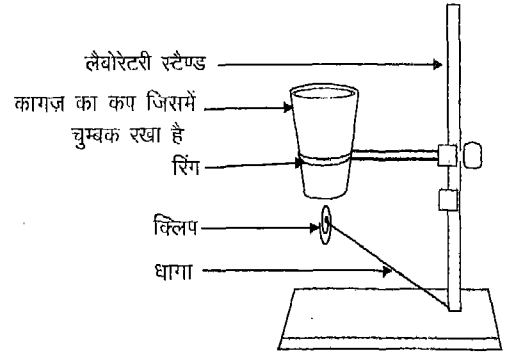 लैवोरेटरी स्टैण्ड
कागज़ का कप जिसमें
चुम्बक रखा है
रिंग
क्लिप
धागा